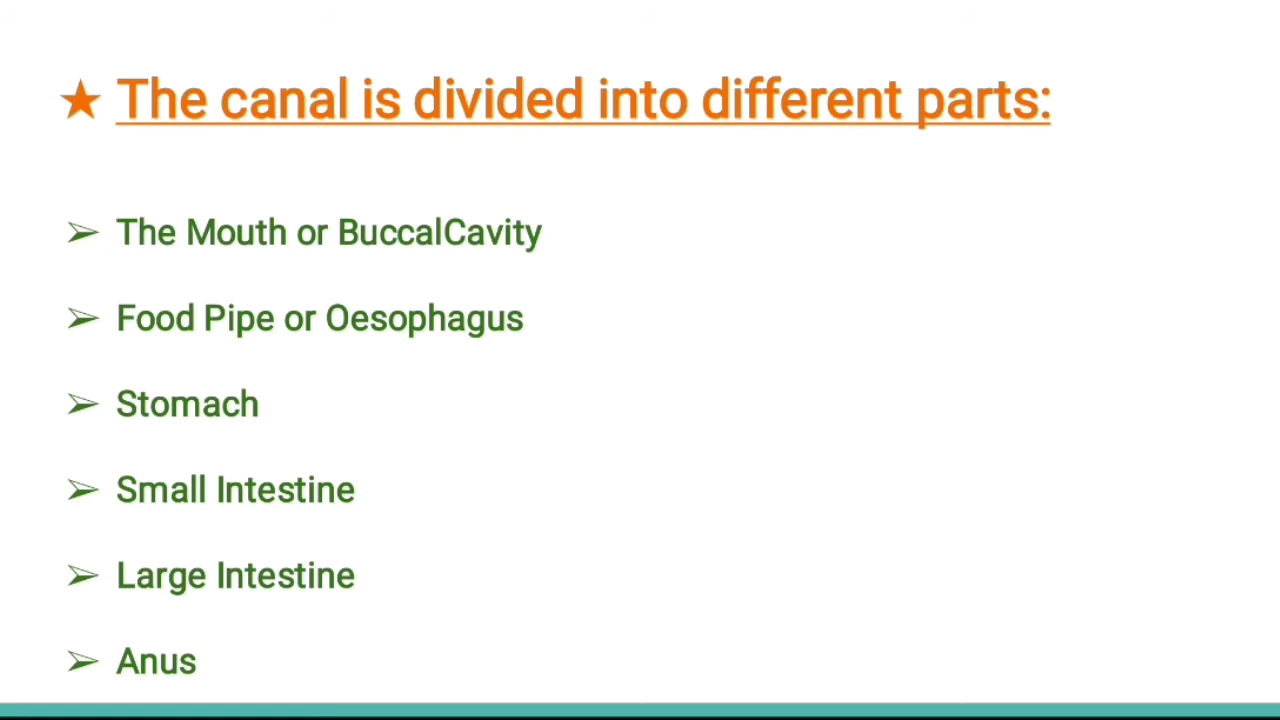 ★ The canal is divided into different parts:
➢ The Mouth or BuccalCavity
➢ Food Pipe or Oesophagus
➢ Stomach
➢ Small Intestine
➢ Large Intestine
➢ Anus